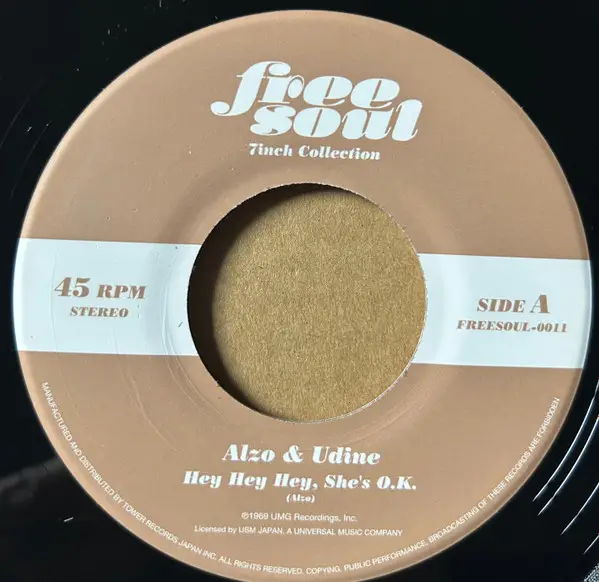 free
soul
7inch Collection
45 RPM
STEREO
SIDE A
FREESOUL-0011
Alzo & Udine
Hey Hey Hey, She's O.K.
(Alzo)
℗1969 UMG Recordings, Inc.
Licensed by USM JAPAN, A UNIVERSAL MUSIC COMPANY
MANUFACTURED AND DISTRIBUTED BY TOWER RECORDS JAPAN INC. ALL RIGHTS RESERVED. COPYING, PUBLIC PERFORMANCE, BROADCASTING OF THESE RECORDS ARE FORBIDDEN